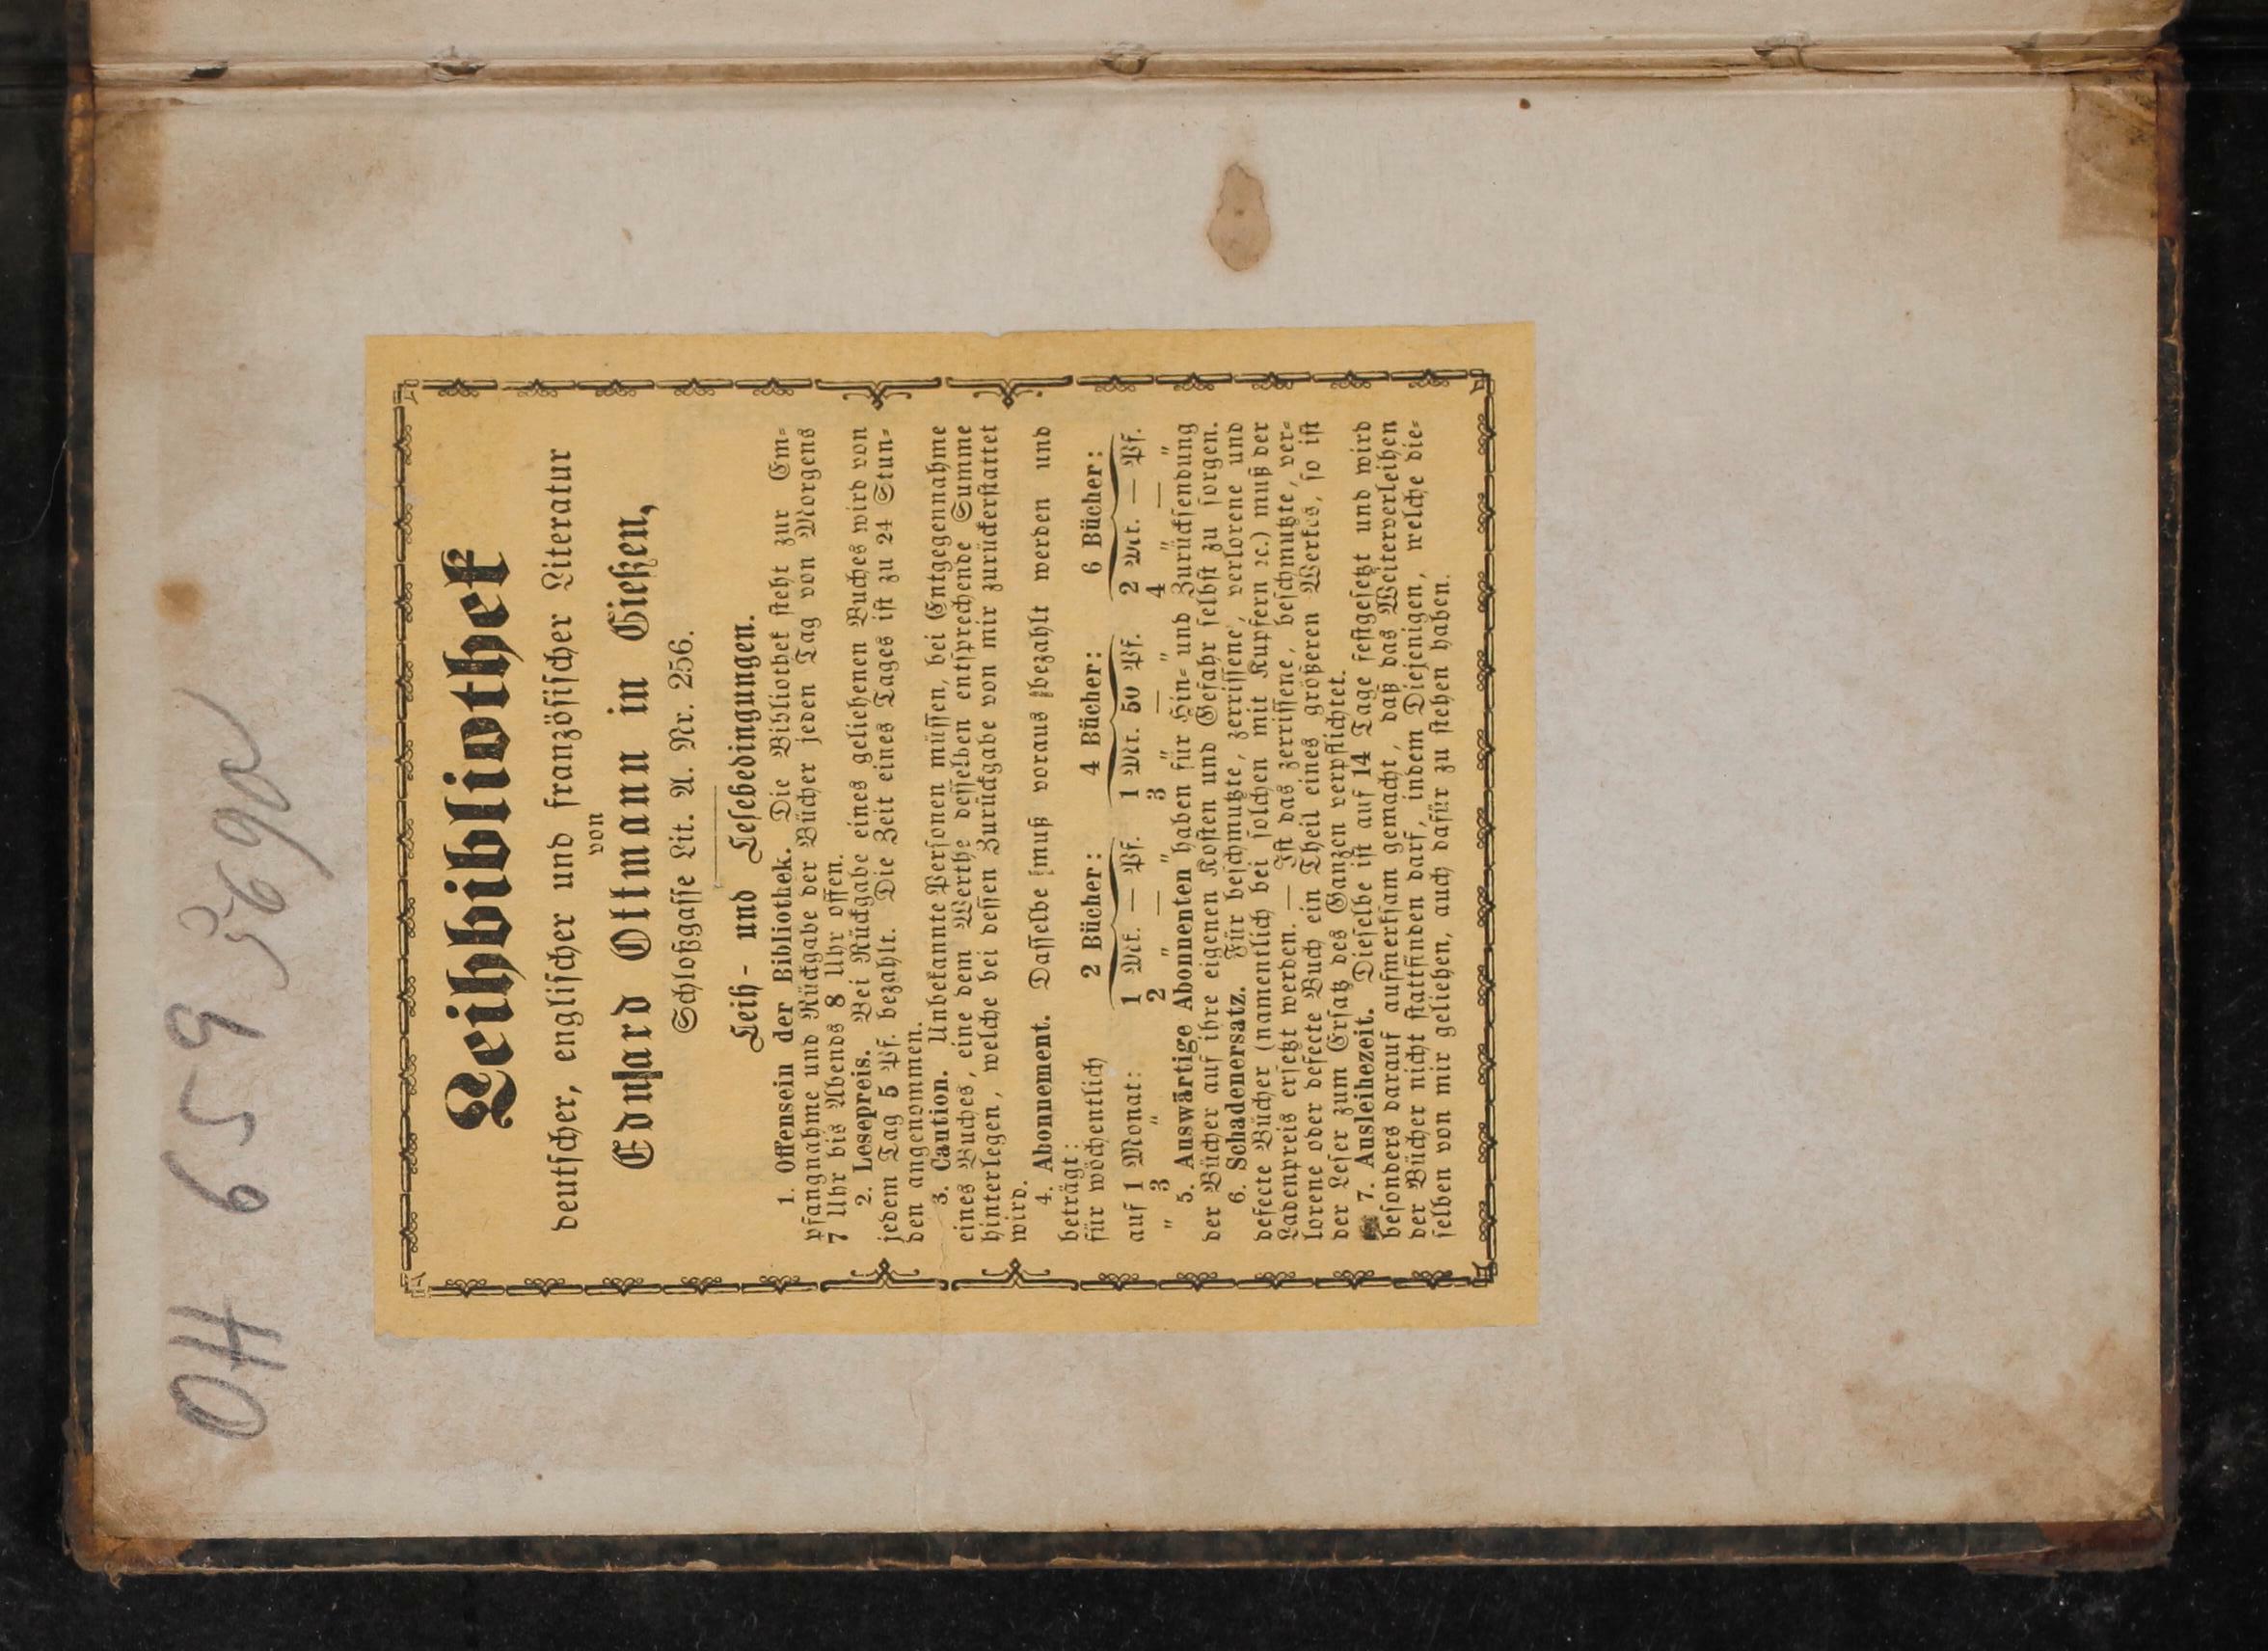 OH 659
569a
Leihbibliothek
deutscher, englischer und französischer Literatur
von
Eduard Ottmann in Gießen,
Schloßgasse Lit. A. Nr. 256.
Leih- und Lesebedingungen.
1. Offensein der Bibliothek. Die Bibliothek steht zur Em-
pfangnahme und Rückgabe der Bücher jeden Tag von Morgens
7 Uhr bis Abends 8 Uhr offen.
2. Lesepreis. Bei Rückgabe eines geliehenen Buches wird von
jedem Tag 5 Pf. bezahlt. Die Zeit eines Tages ist zu 24 Stun-
den angenommen.
3. Caution. Unbekannte Personen müssen, bei Entgegennahme
eines Buches, eine dem Werthe desselben entsprechende Summe
hinterlegen, welche bei dessen Zurückgabe von mir zurückerstattet
wird.
4. Abonnement. Dasselbe muß voraus bezahlt werden und
beträgt:
für wöchentlich 2 Bücher: 4 Bücher: 6 Bücher:
auf 1 Monat: 1 Mk. — Pf. 1 Mk. 50 Pf. 2 Mk. — Pf.
" 3 " 2 " — " 3 " — " 4 " — "
5. Auswärtige Abonnenten haben für Hin- und Zurücksendung
der Bücher auf ihre eigenen Kosten und Gefahr selbst zu sorgen.
6. Schadenersatz. Für beschmutzte, zerrissene, verlorene und
defecte Bücher (namentlich bei solchen mit Kupfern ꝛc.) muß der
Ladenpreis ersetzt werden. — Ist das zerrissene, beschmutzte, ver-
lorene oder defecte Buch ein Theil eines größeren Werkes, so ist
der Leser zum Ersatz des Ganzen verpflichtet.
7. Ausleihezeit. Dieselbe ist auf 14 Tage festgesetzt und wird
besonders darauf aufmerksam gemacht, daß das Weiterverleihen
der Bücher nicht stattfinden darf, indem Diejenigen, welche die-
selben von mir geliehen, auch dafür zu stehen haben.